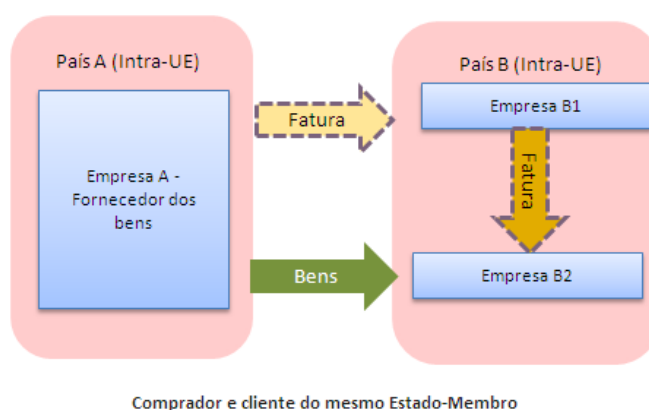 País A (Intra-UE)
País B (Intra-UE)
Empresa A -
Fornecedor dos
bens
Fatura
Empresa B1
Fatura
Bens
Empresa B2
Comprador e cliente do mesmo Estado-Membro